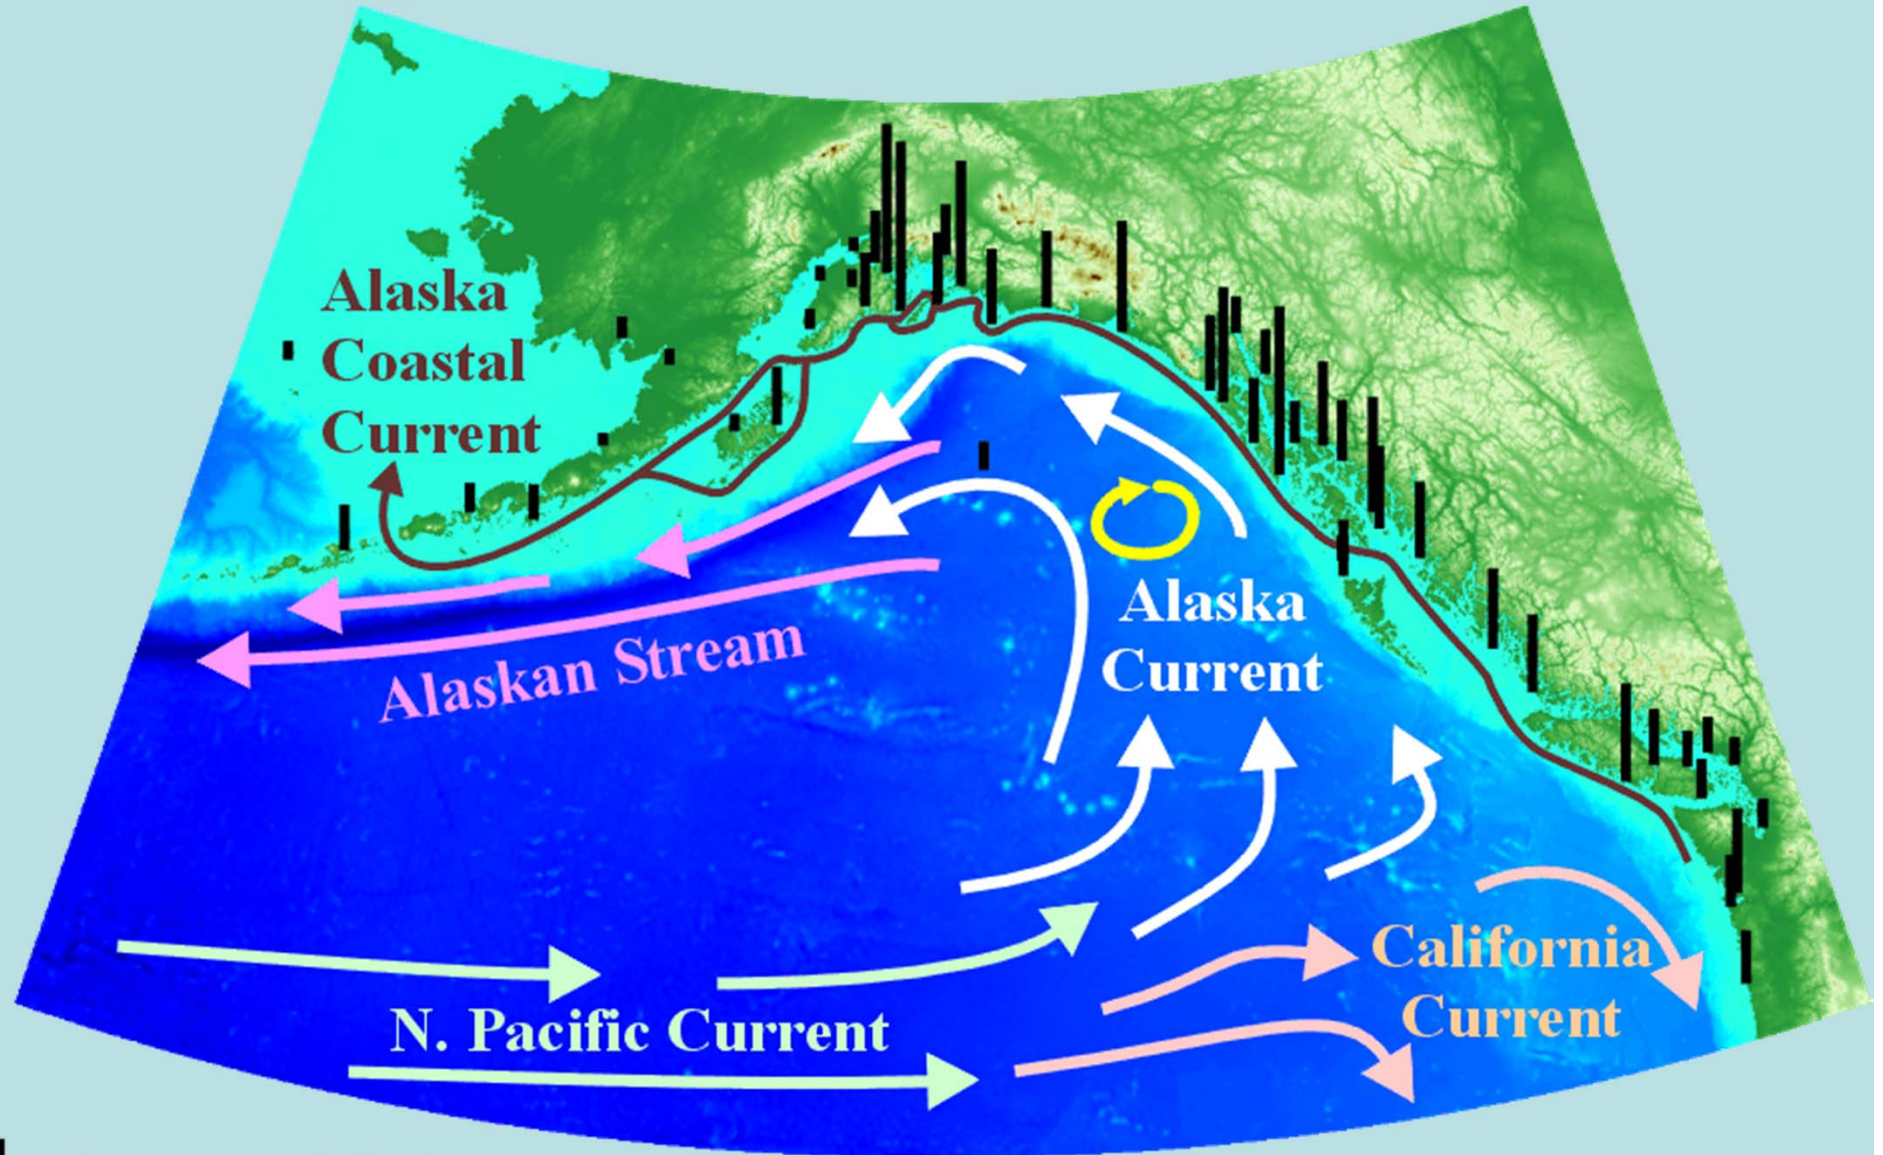 Alaska
Coastal
Current
Alaska
Current
Alaskan Stream
California
Current
N. Pacific Current